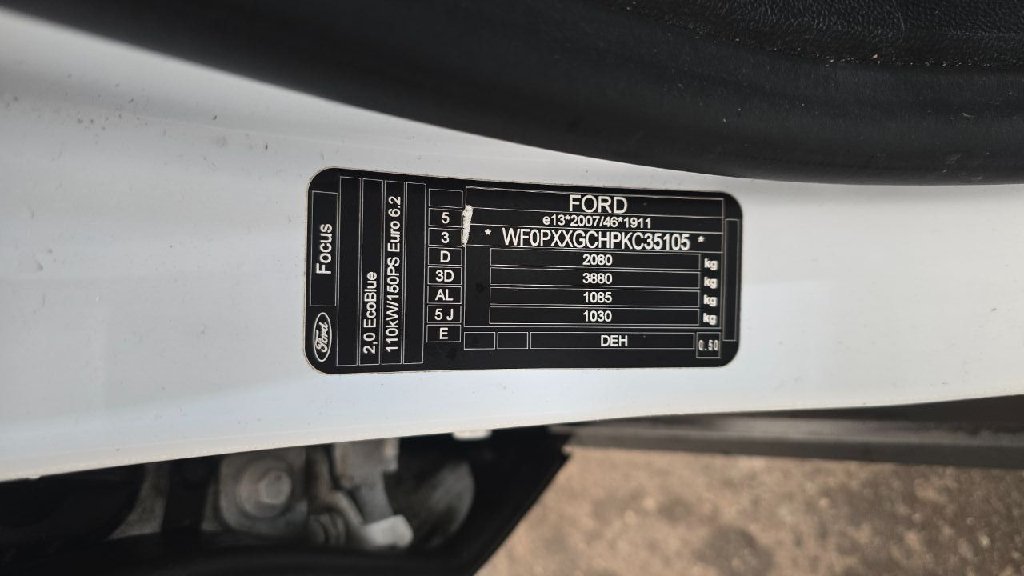 FORD
e13*2007/46*1911
* WF0PXXGCHPKC35105 *
2080 kg
3880 kg
1085 kg
1030 kg
DEH
0.50
5
3
D
3D
AL
5 J
E
Focus
2,0 EcoBlue
110kW/150PS Euro 6.2
Ford